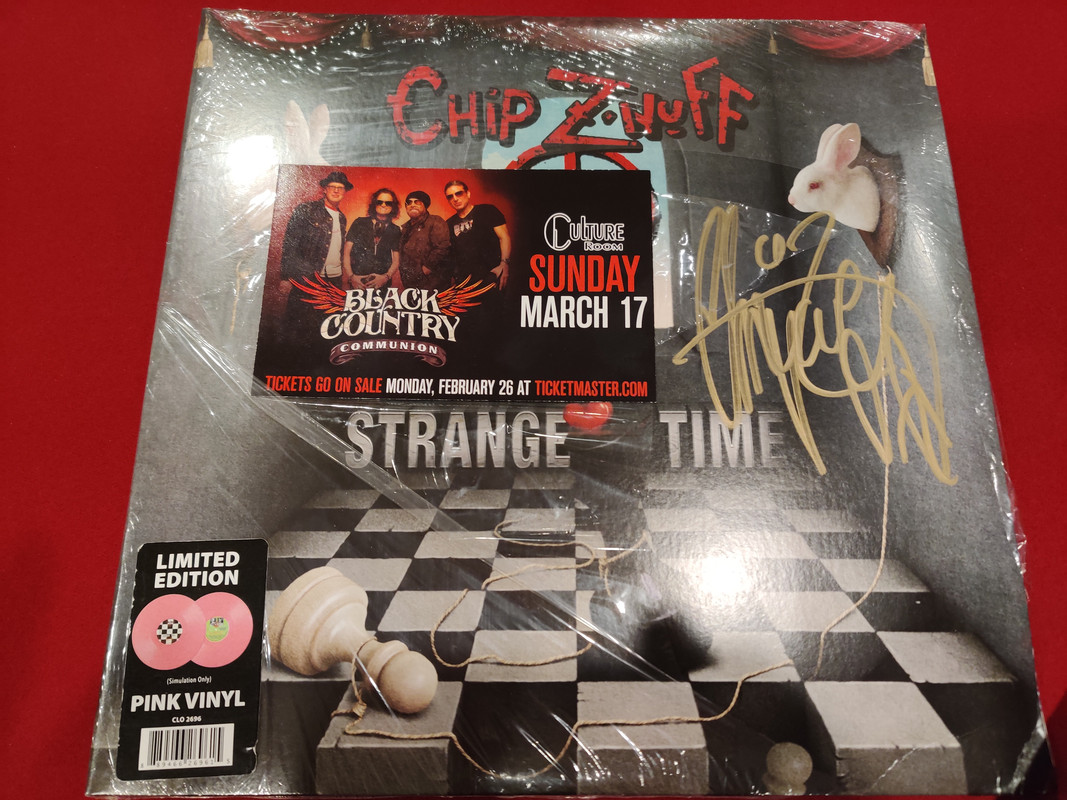 CHIP Z·NUFF
CULTURE
ROOM
SUNDAY
MARCH 17
BLACK
COUNTRY
COMMUNION
TICKETS GO ON SALE MONDAY, FEBRUARY 26 AT TICKETMASTER.COM
STRANGE TIME
LIMITED
EDITION
(Simulation Only)
PINK VINYL
CLO 2696